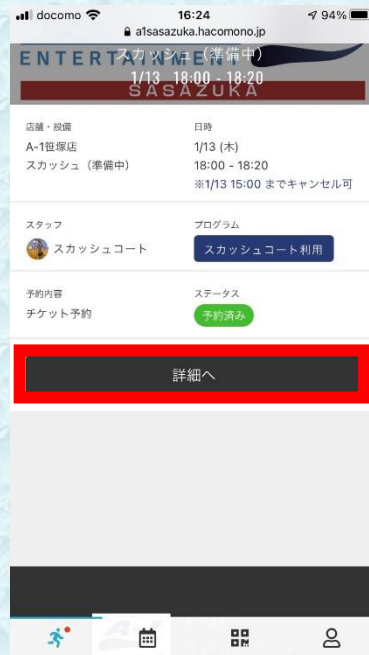 docomo 16:24 94%
a1sasazuka.hacomono.jp
ENTERTAINMENT
スカッシュ（準備中）
1/13 18:00 - 18:20
SASAZUKA
店舗・設備
A-1笹塚店
スカッシュ（準備中）
日時
1/13 (木)
18:00 - 18:20
※1/13 15:00 までキャンセル可
スタッフ
スカッシュコート
プログラム
スカッシュコート利用
予約内容
チケット予約
ステータス
予約済み
詳細へ